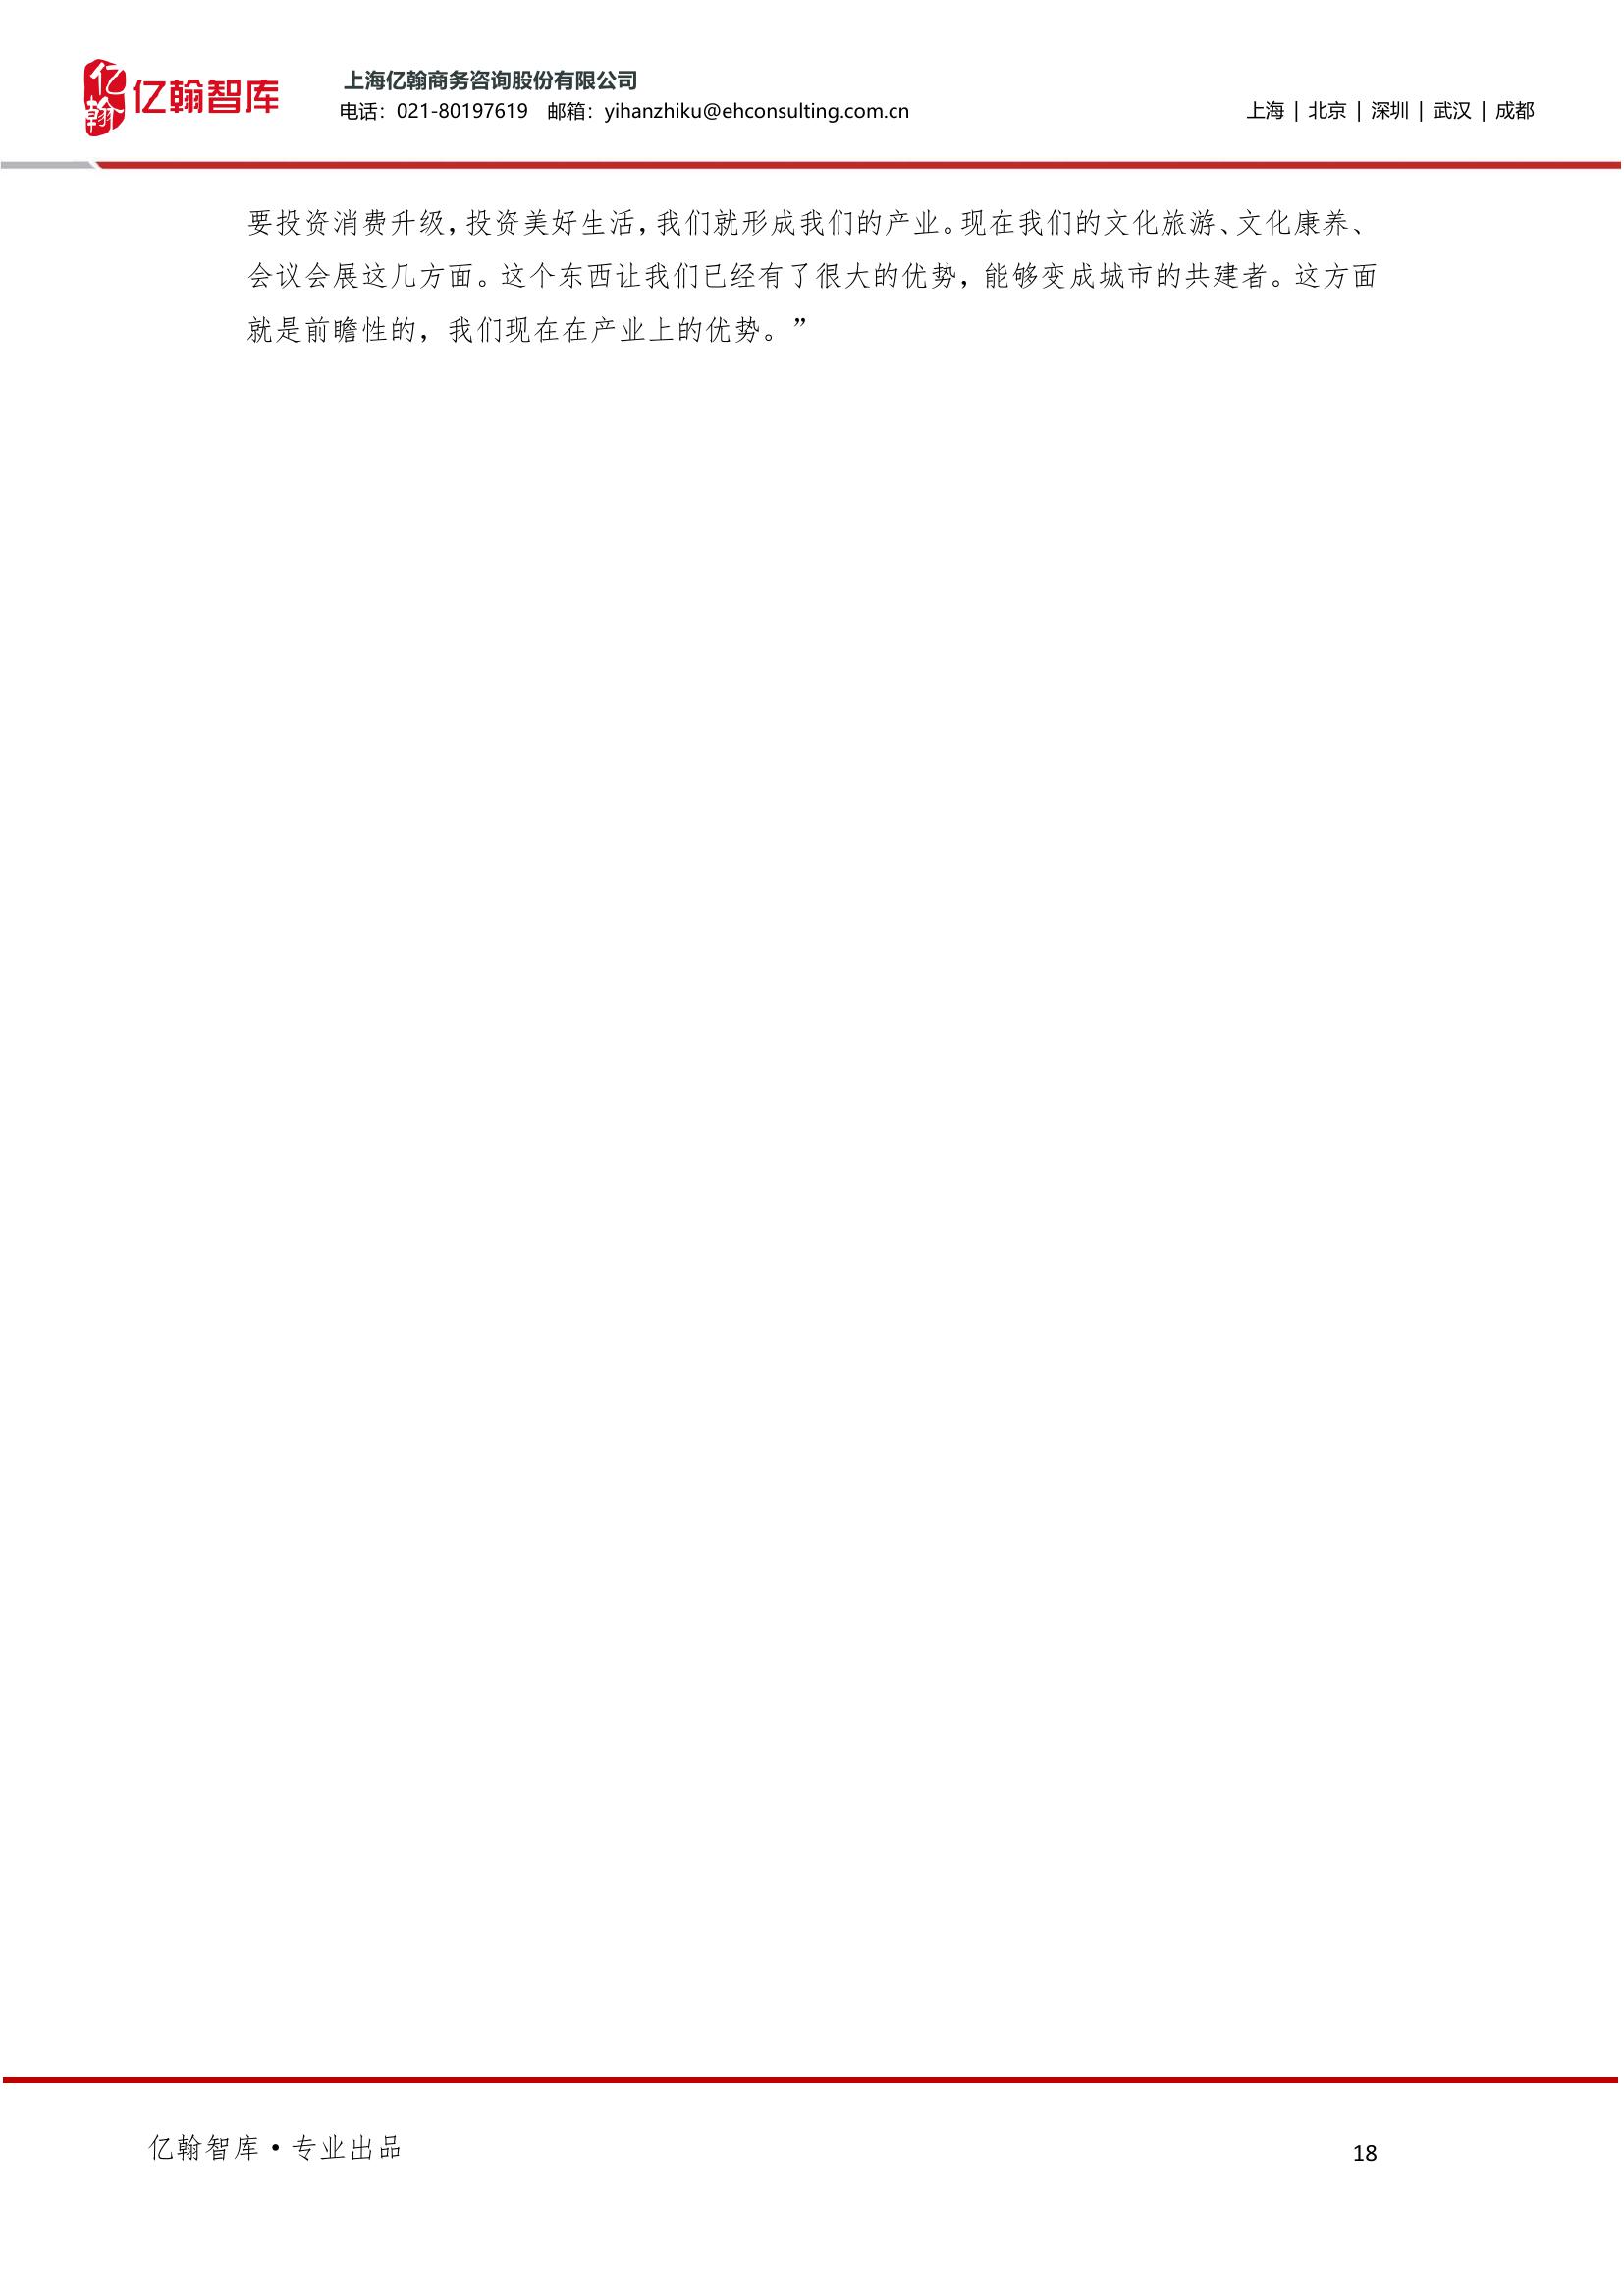 亿翰
亿翰智库
上海亿翰商务咨询股份有限公司
电话：021-80197619 邮箱：yihanzhiku@ehconsulting.com.cn
上海 | 北京 | 深圳 | 武汉 | 成都
要投资消费升级，投资美好生活，我们就形成我们的产业。现在我们的文化旅游、文化康养、
会议会展这几方面。这个东西让我们已经有了很大的优势，能够变成城市的共建者。这方面
就是前瞻性的，我们现在在产业上的优势。”
亿翰智库·专业出品
18